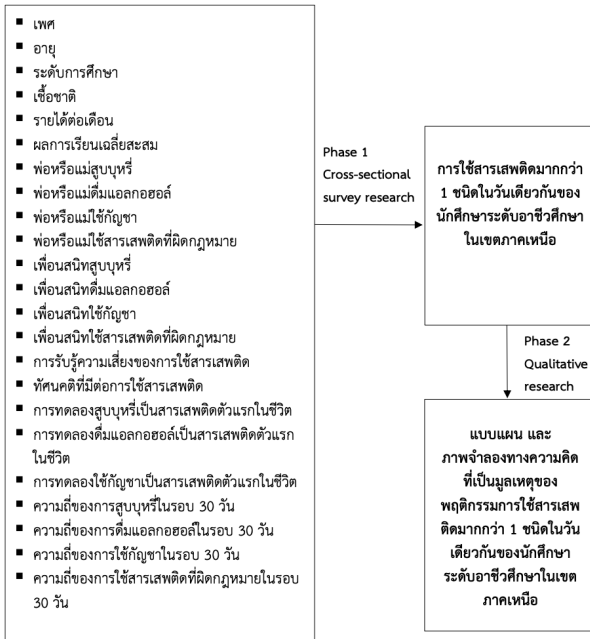 ▪ เพศ
▪ อายุ
▪ ระดับการศึกษา
▪ เชื้อชาติ
▪ รายได้ต่อเดือน
▪ ผลการเรียนเฉลี่ยสะสม
▪ พ่อหรือแม่สูบบุหรี่
▪ พ่อหรือแม่ดื่มแอลกอฮอล์
▪ พ่อหรือแม่ใช้กัญชา
▪ พ่อหรือแม่ใช้สารเสพติดที่ผิดกฎหมาย
▪ เพื่อนสนิทสูบบุหรี่
▪ เพื่อนสนิทดื่มแอลกอฮอล์
▪ เพื่อนสนิทใช้กัญชา
▪ เพื่อนสนิทใช้สารเสพติดที่ผิดกฎหมาย
▪ การรับรู้ความเสี่ยงของการใช้สารเสพติด
▪ ทัศนคติที่มีต่อการใช้สารเสพติด
▪ การทดลองสูบบุหรี่เป็นสารเสพติดตัวแรกในชีวิต
▪ การทดลองดื่มแอลกอฮอล์เป็นสารเสพติดตัวแรก
ในชีวิต
▪ การทดลองใช้กัญชาเป็นสารเสพติดตัวแรกในชีวิต
▪ ความถี่ของการสูบบุหรี่ในรอบ 30 วัน
▪ ความถี่ของการดื่มแอลกอฮอล์ในรอบ 30 วัน
▪ ความถี่ของการใช้กัญชาในรอบ 30 วัน
▪ ความถี่ของการใช้สารเสพติดที่ผิดกฎหมายในรอบ
30 วัน
Phase 1
Cross-sectional
survey research
การใช้สารเสพติดมากกว่า
1 ชนิดในวันเดียวกันของ
นักศึกษาระดับอาชีวศึกษา
ในเขตภาคเหนือ
Phase 2
Qualitative
research
แบบแผน และ
ภาพจำลองทางความคิด
ที่เป็นมูลเหตุของ
พฤติกรรมการใช้สารเสพ
ติดมากกว่า 1 ชนิดในวัน
เดียวกันของนักศึกษา
ระดับอาชีวศึกษาในเขต
ภาคเหนือ